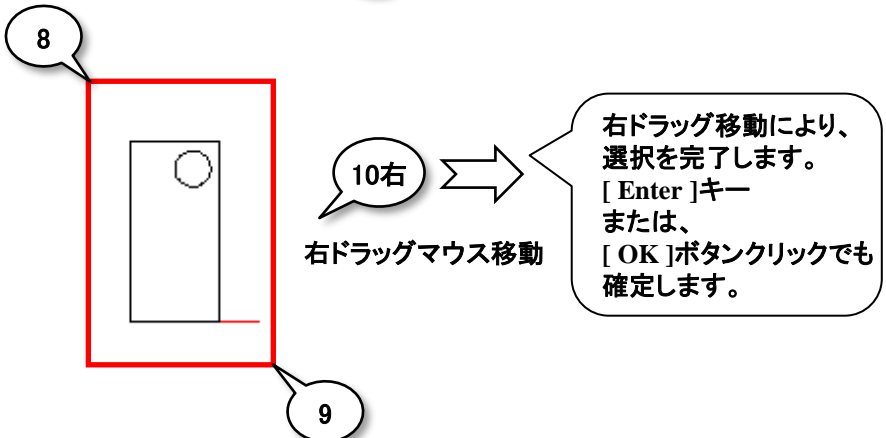 8
10右
右ドラッグマウス移動
右ドラッグ移動により、
選択を完了します。
[ Enter ]キー
または、
[ OK ]ボタンクリックでも
確定します。
9